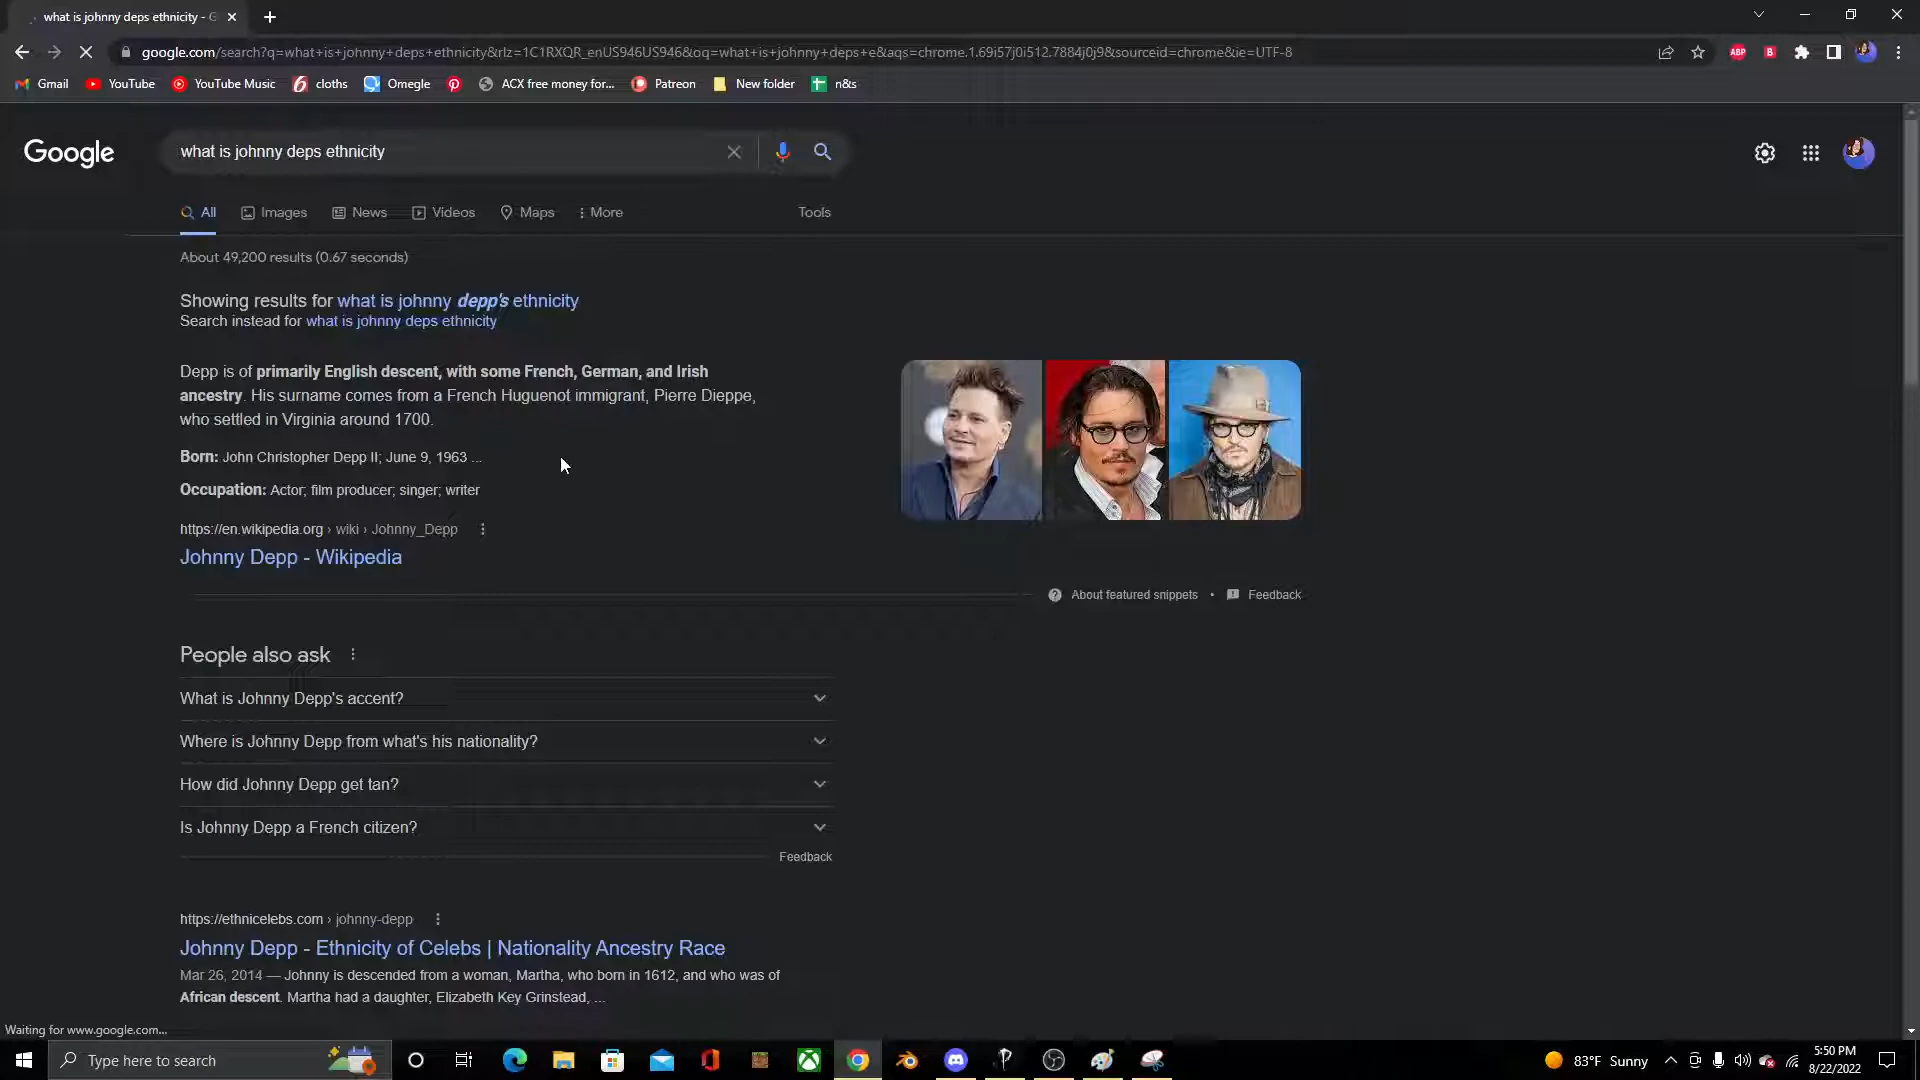 what is johnny deps ethnicity - G
google.com/search?q=what+is+johnny+deps+ethnicity&rlz=1C1RXQR_enUS946US946&oq=what+is+johnny+deps+e&aqs=chrome.1.69i57j0i512.7884j0j9&sourceid=chrome&ie=UTF-8
ABP B
Gmail YouTube YouTube Music cloths Omegle ACX free money for... Patreon New folder n&s
Google what is johnny deps ethnicity
All Images News Videos Maps More Tools
About 49,200 results (0.67 seconds)
Showing results for what is johnny depp's ethnicity
Search instead for what is johnny deps ethnicity
Depp is of primarily English descent, with some French, German, and Irish
ancestry. His surname comes from a French Huguenot immigrant, Pierre Dieppe,
who settled in Virginia around 1700.
Born: John Christopher Depp II; June 9, 1963 ...
Occupation: Actor; film producer; singer; writer
https://en.wikipedia.org › wiki › Johnny_Depp
Johnny Depp - Wikipedia
About featured snippets • Feedback
People also ask
What is Johnny Depp's accent?
Where is Johnny Depp from what's his nationality?
How did Johnny Depp get tan?
Is Johnny Depp a French citizen?
Feedback
https://ethnicelebs.com › johnny-depp
Johnny Depp - Ethnicity of Celebs | Nationality Ancestry Race
Mar 26, 2014 — Johnny is descended from a woman, Martha, who born in 1612, and who was of
African descent. Martha had a daughter, Elizabeth Key Grinstead, ...
Waiting for www.google.com...
Type here to search
83°F Sunny
5:50 PM
8/22/2022